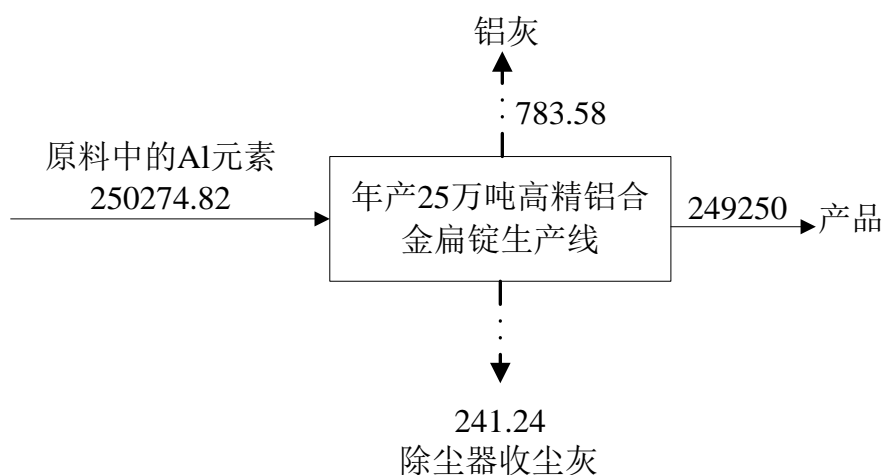 铝灰
783.58
原料中的Al元素
250274.82
年产25万吨高精铝合
金扁锭生产线
249250
产品
241.24
除尘器收尘灰